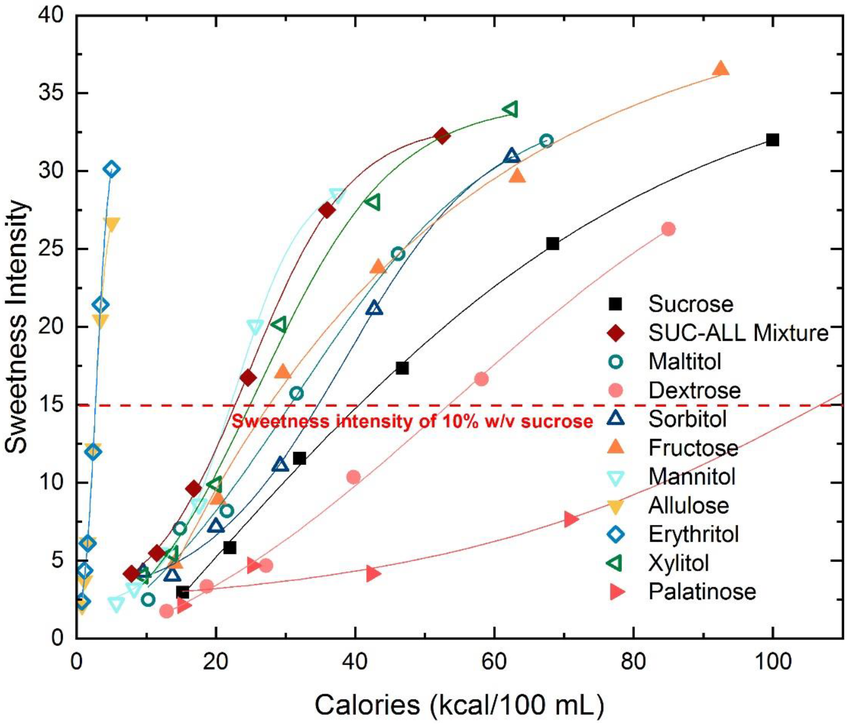 40
35
30
25
20
15
10
5
0
Sweetness Intensity
Sucrose
SUC-ALL Mixture
Maltitol
Dextrose
Sweetness intensity of 10% w/v sucrose
Sorbitol
Fructose
Mannitol
Allulose
Erythritol
Xylitol
Palatinose
0 20 40 60 80 100
Calories (kcal/100 mL)